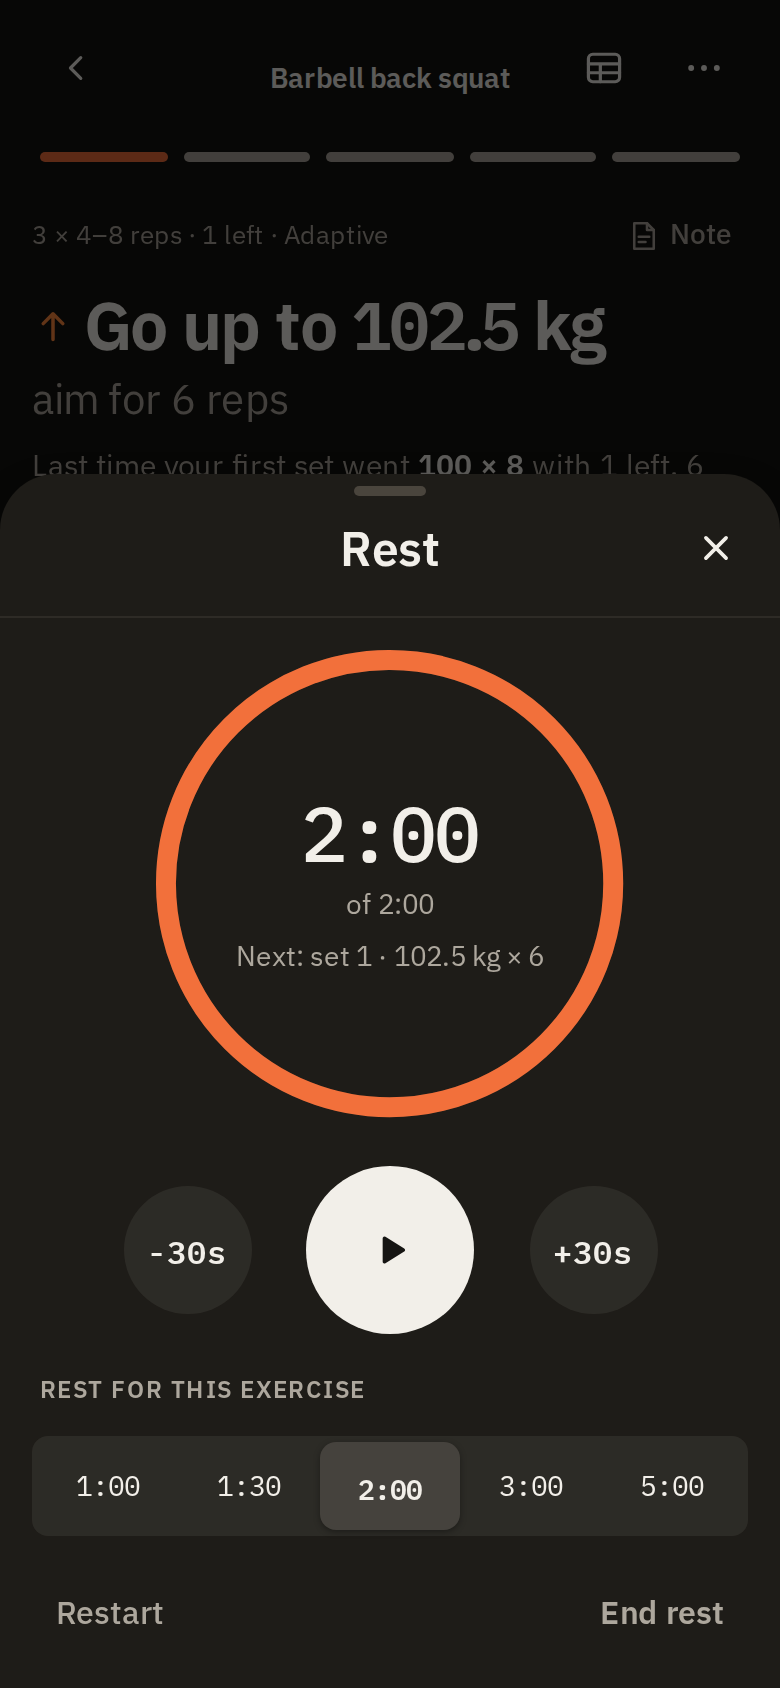 Barbell back squat
3 × 4–8 reps · 1 left · Adaptive
Note
↑ Go up to 102.5 kg
aim for 6 reps
Last time your first set went 100 × 8 with 1 left. 6
Rest
2:00
of 2:00
Next: set 1 · 102.5 kg × 6
-30s
+30s
REST FOR THIS EXERCISE
1:00 1:30 2:00 3:00 5:00
Restart
End rest